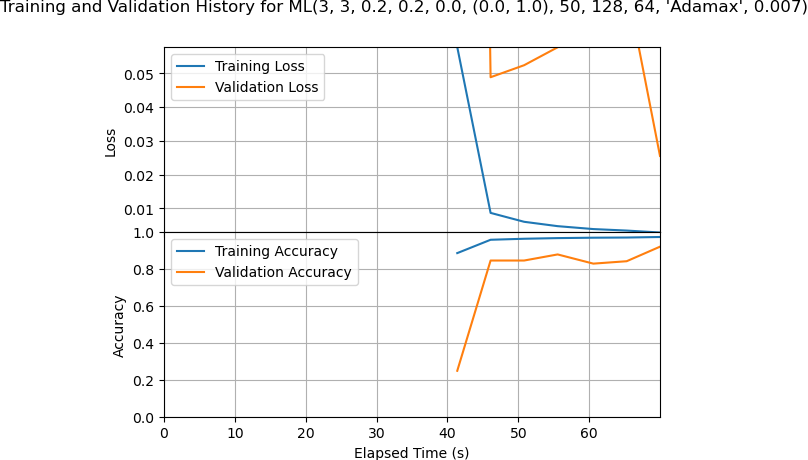 Training and Validation History for ML(3, 3, 0.2, 0.2, 0.0, (0.0, 1.0), 50, 128, 64, 'Adamax', 0.007)
Training Loss
Validation Loss
0.05
0.04
0.03
0.02
0.01
Loss
Training Accuracy
Validation Accuracy
1.0
0.8
0.6
0.4
0.2
0.0
Accuracy
0 10 20 30 40 50 60
Elapsed Time (s)